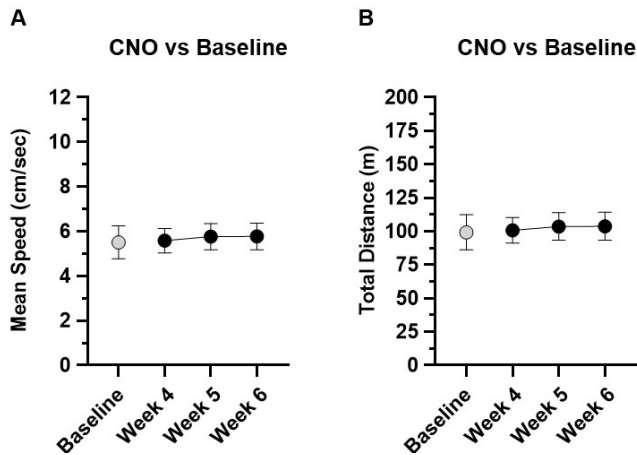 A
CNO vs Baseline
Mean Speed (cm/sec)
12
10
8
6
4
2
0
Baseline
Week 4
Week 5
Week 6
B
CNO vs Baseline
Total Distance (m)
200
175
150
125
100
75
50
25
0
Baseline
Week 4
Week 5
Week 6